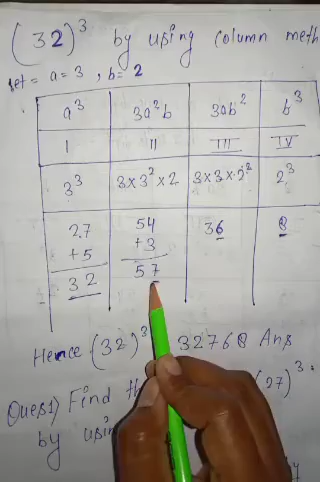 (32)³ by using column meth
let = a = 3 , b = 2
a³ 3a²b 3ab² b³
I II III IV
3³ 3×3²×2 3×3×2² 2³
27 54 36 8
+5 +3
32 57
Hence (32)³ 32768 Ans
Ques1) Find th (27)³.
by usin